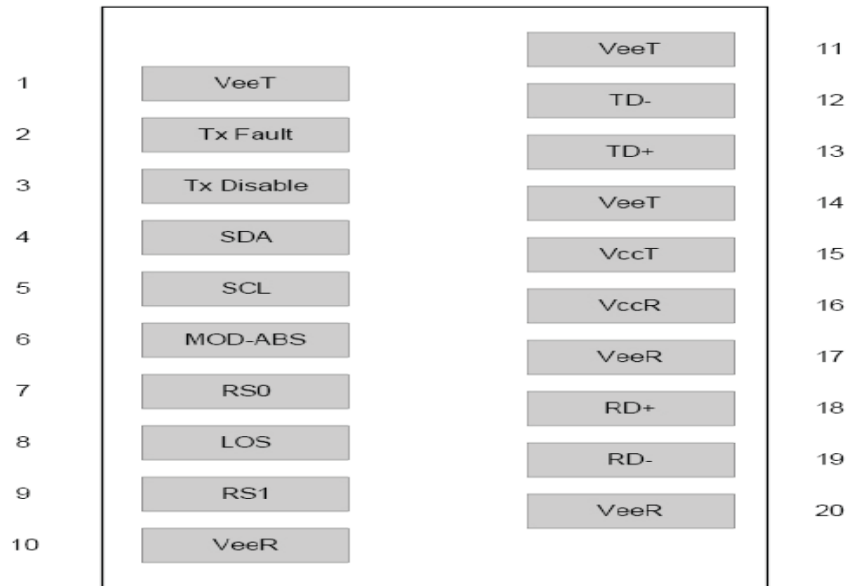 VeeT 11
1 VeeT
TD- 12
2 Tx Fault
TD+ 13
3 Tx Disable
VeeT 14
4 SDA
VccT 15
5 SCL
VccR 16
6 MOD-ABS
VeeR 17
7 RS0
RD+ 18
8 LOS
RD- 19
9 RS1
VeeR 20
10 VeeR